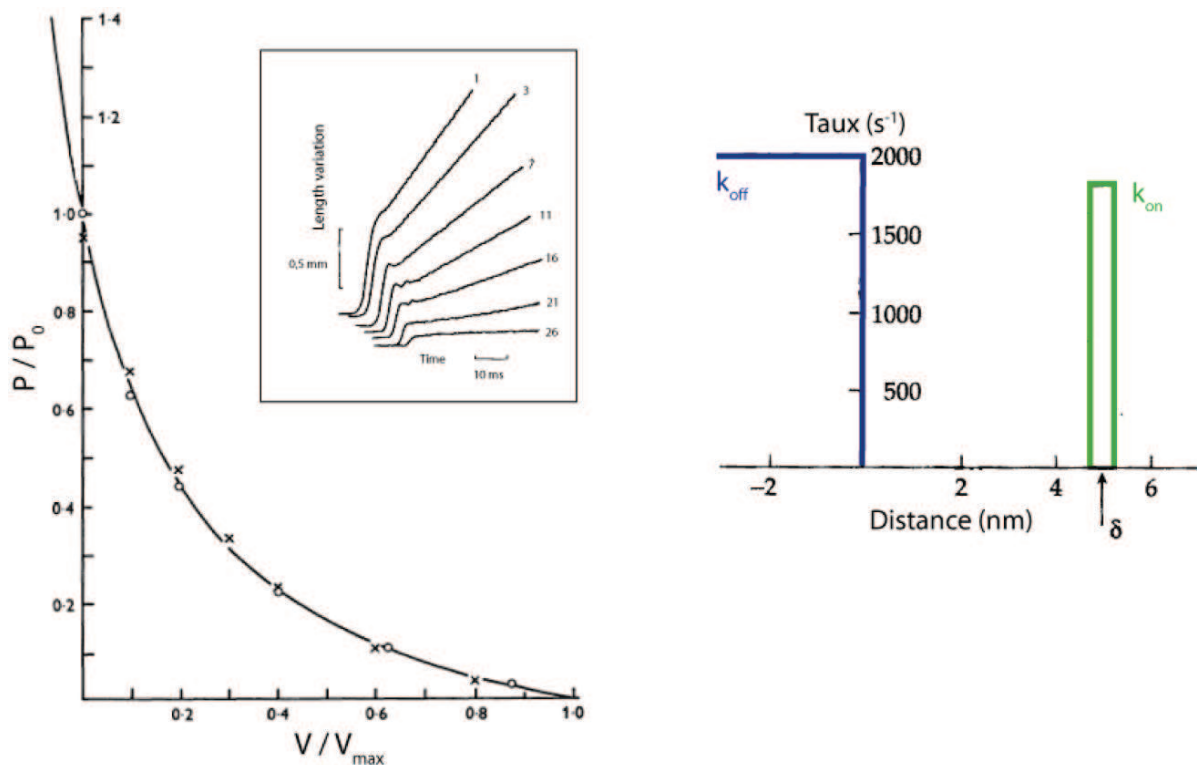 1·4
1·2
1·0
0·8
0·6
0·4
0·2
P / P0
0·2
0·4
0·6
0·8
1·0
V / Vmax
Length variation
0,5 mm
1
3
7
11
16
21
26
Time
10 ms
Taux (s-1)
2000
1500
1000
500
koff
kon
−2
2
4
6
Distance (nm)
δ